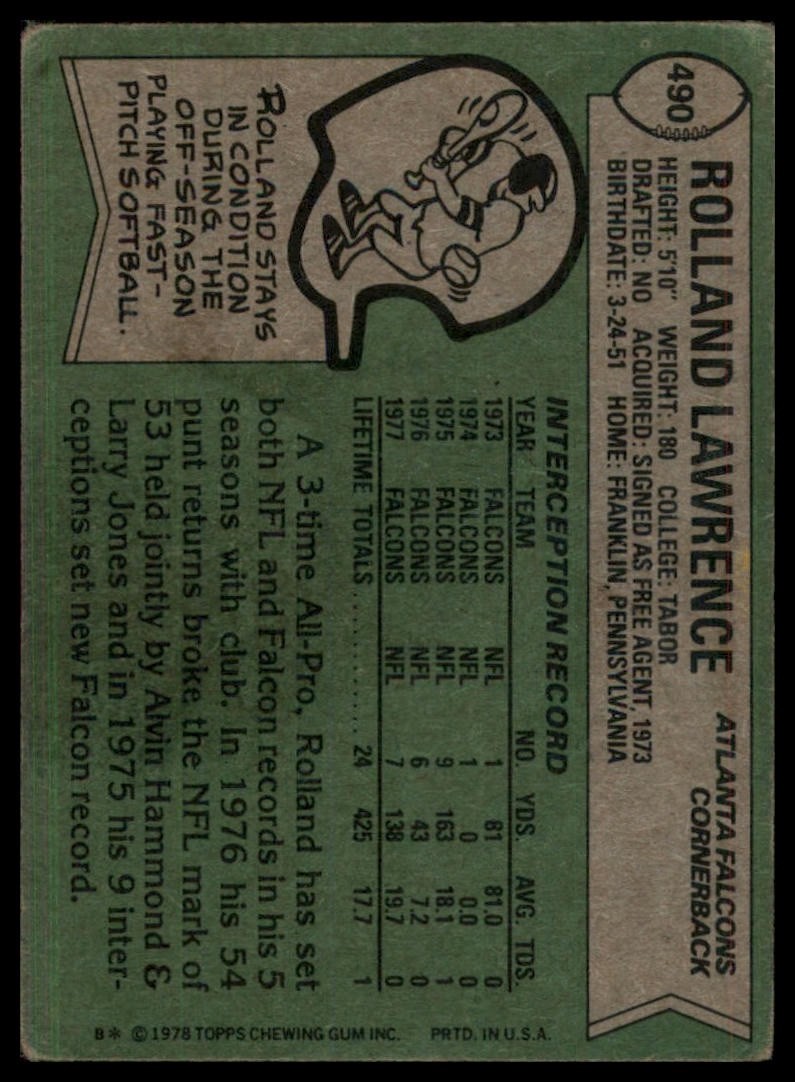 490
ROLLAND LAWRENCE
ATLANTA FALCONS
CORNERBACK
HEIGHT: 5'10" WEIGHT: 180 COLLEGE: TABOR
DRAFTED: NO ACQUIRED: SIGNED AS FREE AGENT, 1973
BIRTHDATE: 3-24-51 HOME: FRANKLIN, PENNSYLVANIA
ROLLAND STAYS
IN CONDITION
DURING THE
OFF-SEASON
PLAYING FAST-
PITCH SOFTBALL.
INTERCEPTION RECORD
YEAR TEAM NO. YDS. AVG. TDS.
1973 FALCONS NFL 1 81 81.0 0
1974 FALCONS NFL 1 0 0.0 0
1975 FALCONS NFL 9 163 18.1 1
1976 FALCONS NFL 6 43 7.2 0
1977 FALCONS NFL 7 138 19.7 0
LIFETIME TOTALS.............. 24 425 17.7 1
A 3-time All-Pro, Rolland has set
both NFL and Falcon records in his 5
seasons with club. In 1976 his 54
punt returns broke the NFL mark of
53 held jointly by Alvin Hammond &
Larry Jones and in 1975 his 9 inter-
ceptions set new Falcon record.
B* © 1978 TOPPS CHEWING GUM INC. PRTD. IN U.S.A.